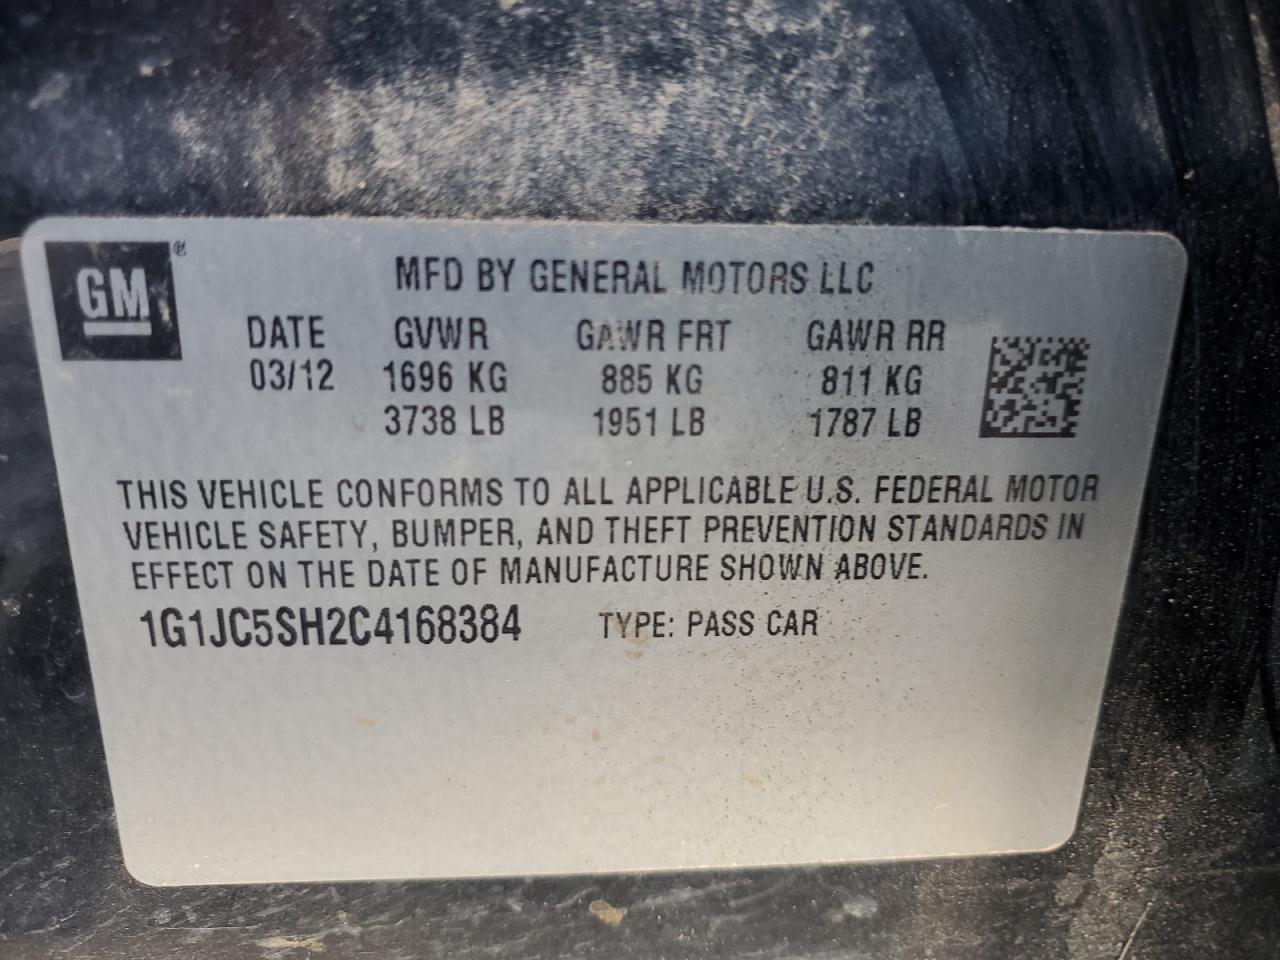 GM ®
MFD BY GENERAL MOTORS LLC
DATE GVWR GAWR FRT GAWR RR
03/12 1696 KG 885 KG 811 KG
3738 LB 1951 LB 1787 LB
THIS VEHICLE CONFORMS TO ALL APPLICABLE U.S. FEDERAL MOTOR
VEHICLE SAFETY, BUMPER, AND THEFT PREVENTION STANDARDS IN
EFFECT ON THE DATE OF MANUFACTURE SHOWN ABOVE.
1G1JC5SH2C4168384 TYPE: PASS CAR